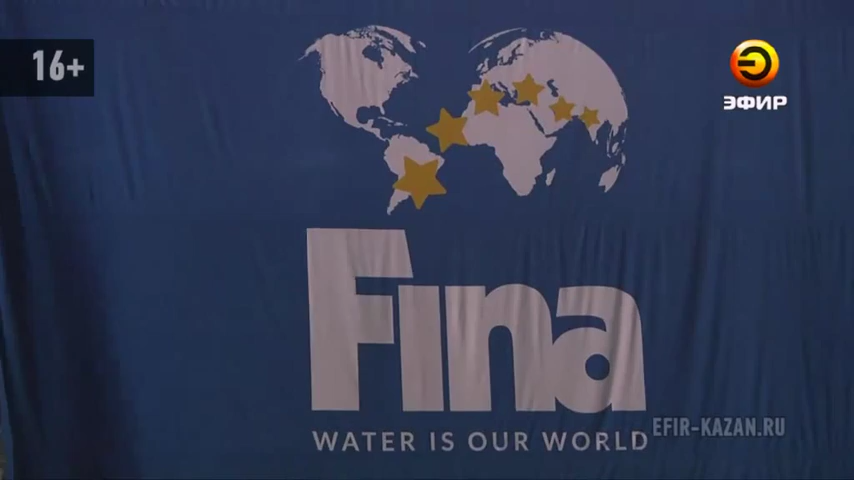 16+
ЭФИР
Fina
WATER IS OUR WORLD
EFIR-KAZAN.RU